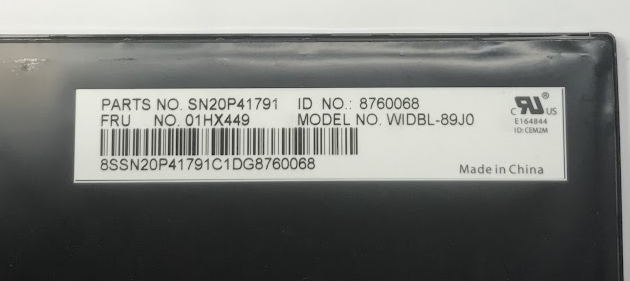 PARTS NO. SN20P41791 ID NO.: 8760068
FRU NO. 01HX449 MODEL NO. WIDBL-89J0
8SSN20P41791C1DG8760068
c RU® US
E164844
ID: CEM2M
Made in China